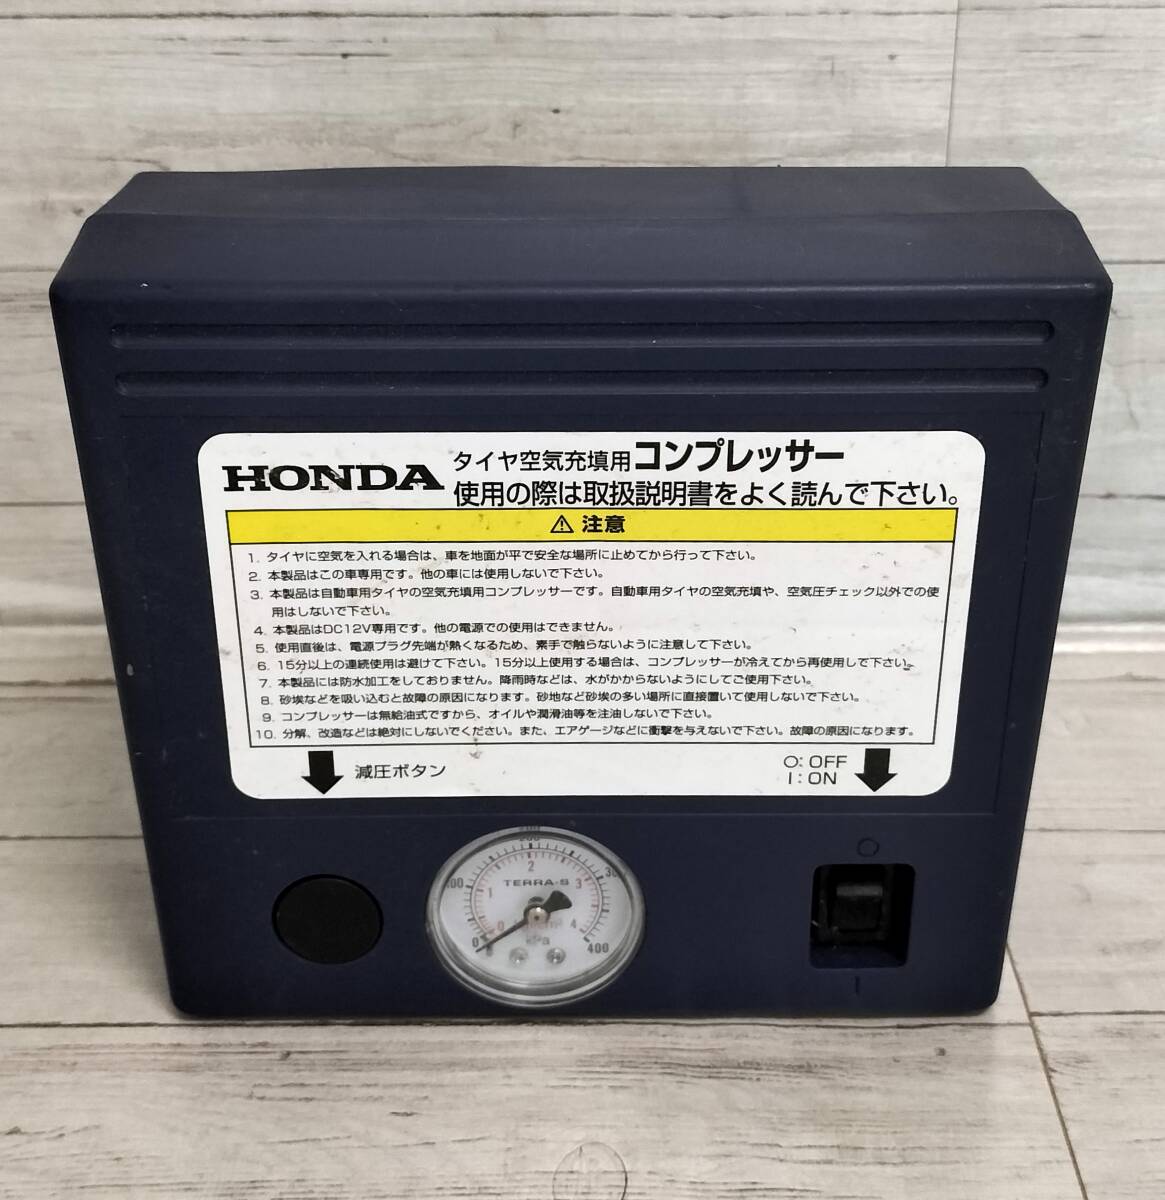 HONDA タイヤ空気充填用コンプレッサー
使用の際は取扱説明書をよく読んで下さい。
⚠ 注意
1. タイヤに空気を入れる場合は、車を地面が平で安全な場所に止めてから行って下さい。
2. 本製品はこの車専用です。他の車には使用しないで下さい。
3. 本製品は自動車用タイヤの空気充填用コンプレッサーです。自動車用タイヤの空気充填や、空気圧チェック以外での使
用はしないで下さい。
4. 本製品はDC12V専用です。他の電源での使用はできません。
5. 使用直後は、電源プラグ先端が熱くなるため、素手で触らないように注意して下さい。
6. 15分以上の連続使用は避けて下さい。15分以上使用する場合は、コンプレッサーが冷えてから再使用して下さい。
7. 本製品には防水加工をしておりません。降雨時などは、水がかからないようにしてご使用下さい。
8. 砂埃などを吸い込むと故障の原因になります。砂地など砂埃の多い場所に直接置いて使用しないで下さい。
9. コンプレッサーは無給油式ですから、オイルや潤滑油等を注油しないで下さい。
10. 分解、改造などは絶対にしないでください。また、エアゲージなどに衝撃を与えないで下さい。故障の原因になります。
減圧ボタン
O: OFF
I: ON
200
2
100 1 TERRA-S 3 300
0 0 4 400
kPa